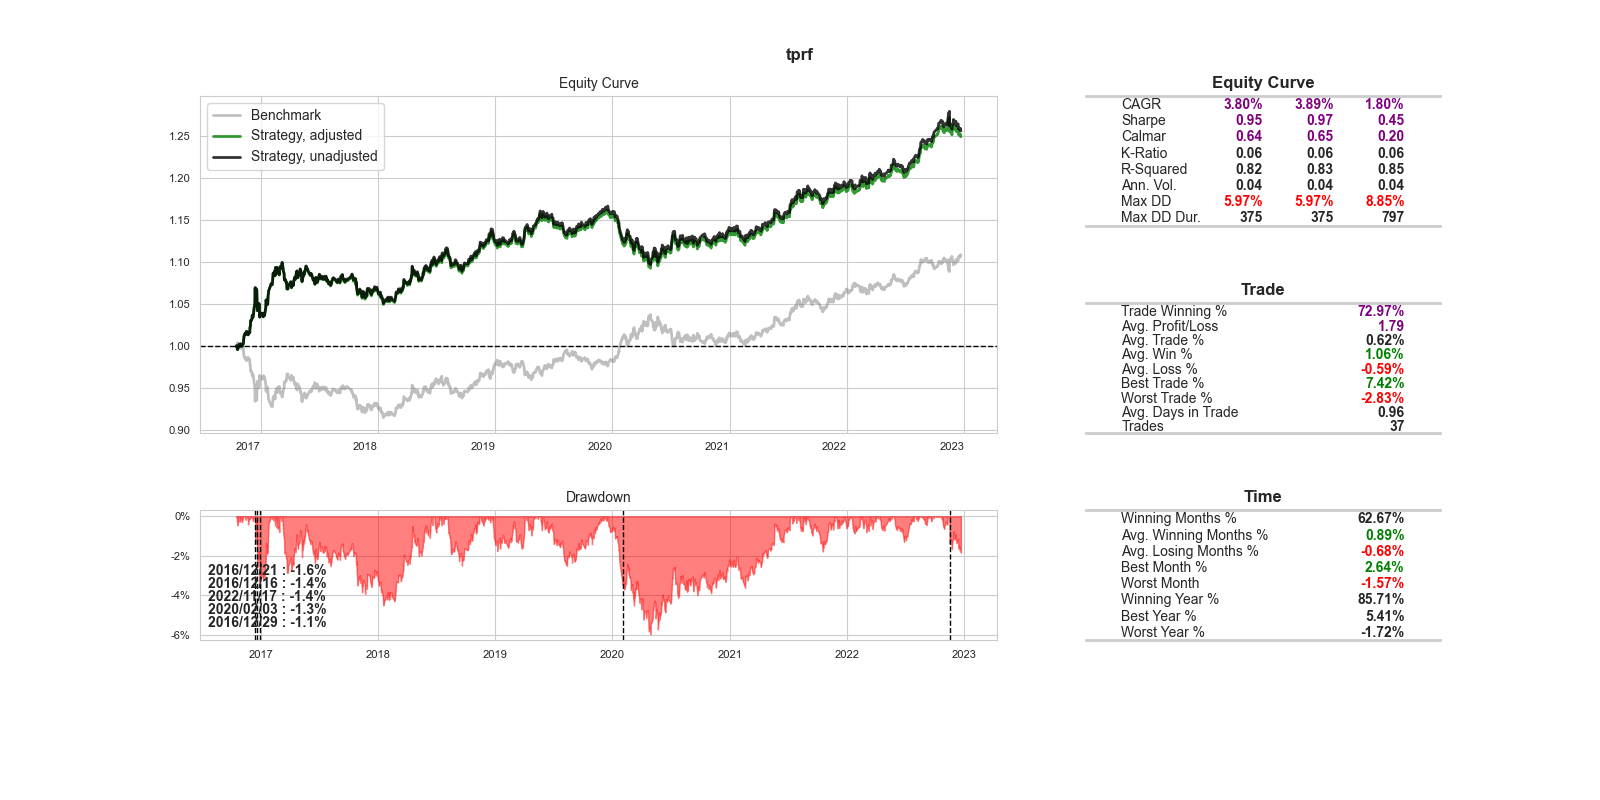 tprf
Equity Curve
Benchmark
Strategy, adjusted
Strategy, unadjusted
1.25
1.20
1.15
1.10
1.05
1.00
0.95
0.90
2017 2018 2019 2020 2021 2022 2023
Drawdown
0%
-2%
-4%
-6%
2016/12/21 : -1.6%
2016/12/16 : -1.4%
2022/11/17 : -1.4%
2020/02/03 : -1.3%
2016/12/29 : -1.1%
2017 2018 2019 2020 2021 2022 2023
Equity Curve
CAGR 3.80% 3.89% 1.80%
Sharpe 0.95 0.97 0.45
Calmar 0.64 0.65 0.20
K-Ratio 0.06 0.06 0.06
R-Squared 0.82 0.83 0.85
Ann. Vol. 0.04 0.04 0.04
Max DD 5.97% 5.97% 8.85%
Max DD Dur. 375 375 797
Trade
Trade Winning % 72.97%
Avg. Profit/Loss 1.79
Avg. Trade % 0.62%
Avg. Win % 1.06%
Avg. Loss % -0.59%
Best Trade % 7.42%
Worst Trade % -2.83%
Avg. Days in Trade 0.96
Trades 37
Time
Winning Months % 62.67%
Avg. Winning Months % 0.89%
Avg. Losing Months % -0.68%
Best Month % 2.64%
Worst Month -1.57%
Winning Year % 85.71%
Best Year % 5.41%
Worst Year % -1.72%